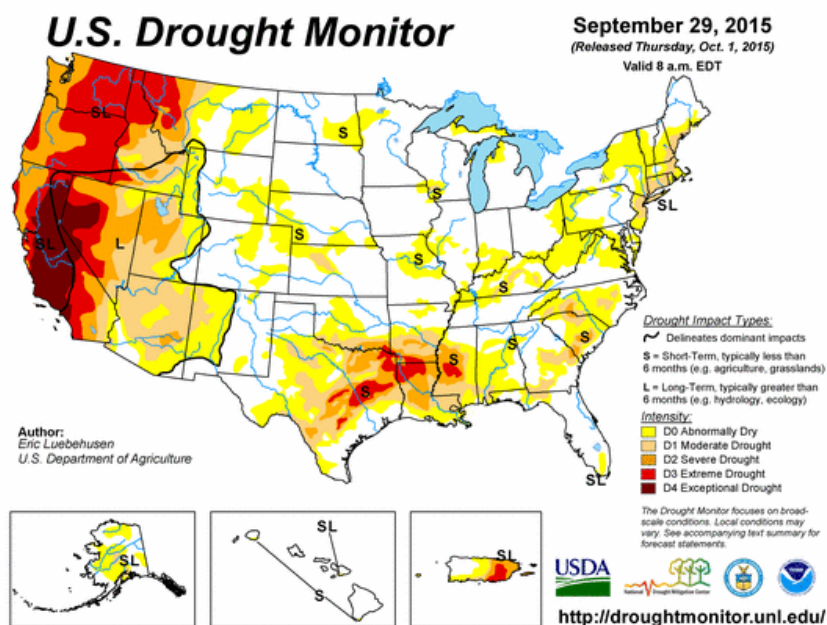 U.S. Drought Monitor
September 29, 2015
(Released Thursday, Oct. 1, 2015)
Valid 8 a.m. EDT
SL
S
S
SL
SL
L
S
S
S
S
S
S
S
SL
Drought Impact Types:
Delineates dominant impacts
S = Short-Term, typically less than
6 months (e.g. agriculture, grasslands)
L = Long-Term, typically greater than
6 months (e.g. hydrology, ecology)
Intensity:
D0 Abnormally Dry
D1 Moderate Drought
D2 Severe Drought
D3 Extreme Drought
D4 Exceptional Drought
Author:
Eric Luebehusen
U.S. Department of Agriculture
The Drought Monitor focuses on broad-
scale conditions. Local conditions may
vary. See accompanying text summary for
forecast statements.
SL
SL
S
SL
USDA
National Drought Mitigation Center
http://droughtmonitor.unl.edu/